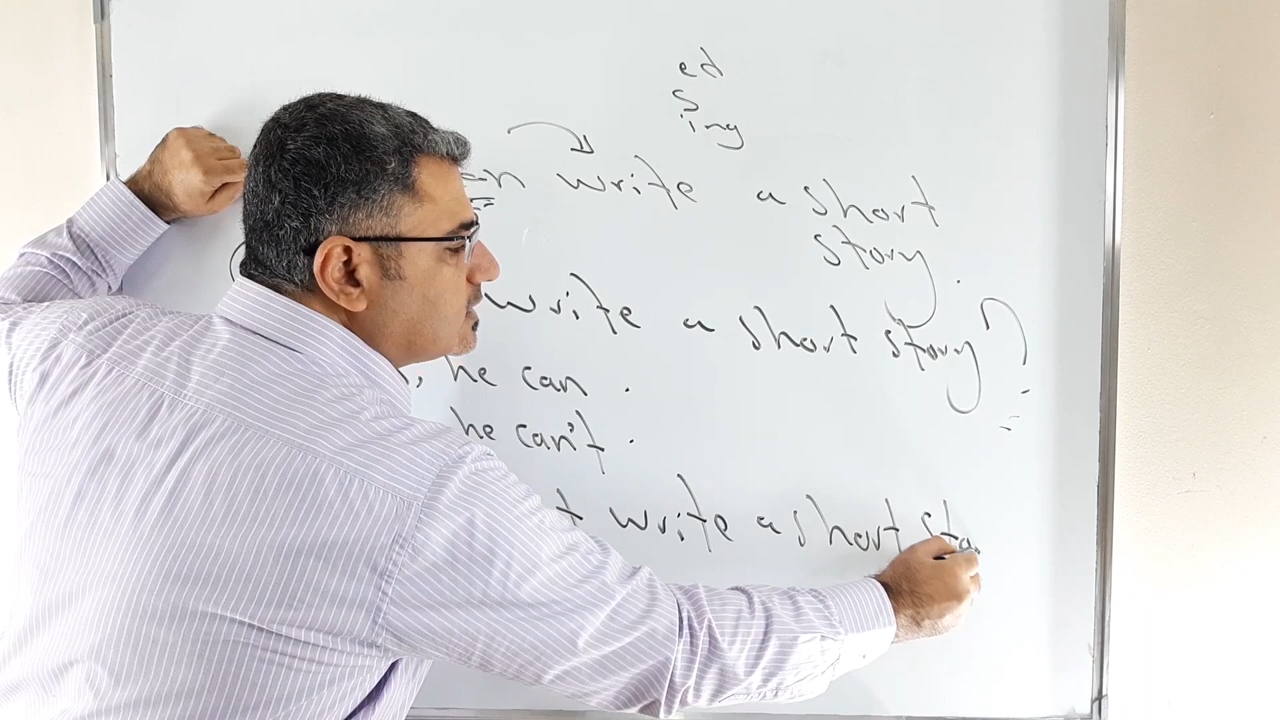 ed
s
ing
write a short
story.
write a short story?
he can.
he can't.
write a short